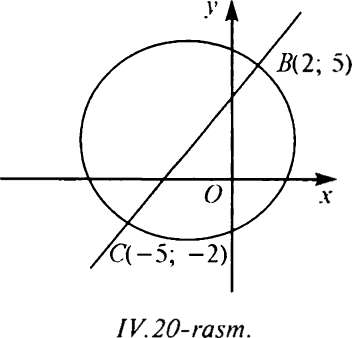 y
B(2; 5)
O
x
C(−5; −2)
IV.20-rasm.